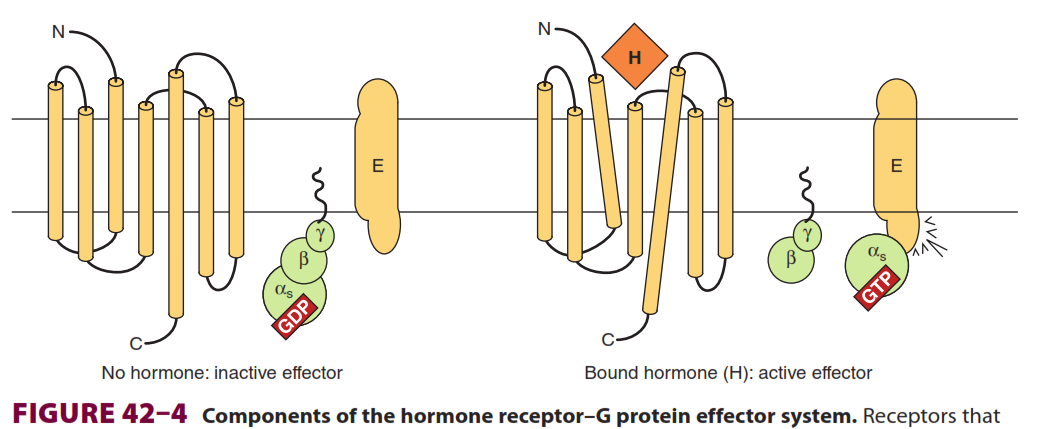 N
N
H
E
E
γ
β
αs
GDP
γ
β
αs
GTP
C
C
No hormone: inactive effector
Bound hormone (H): active effector
FIGURE 42–4 Components of the hormone receptor–G protein effector system. Receptors that